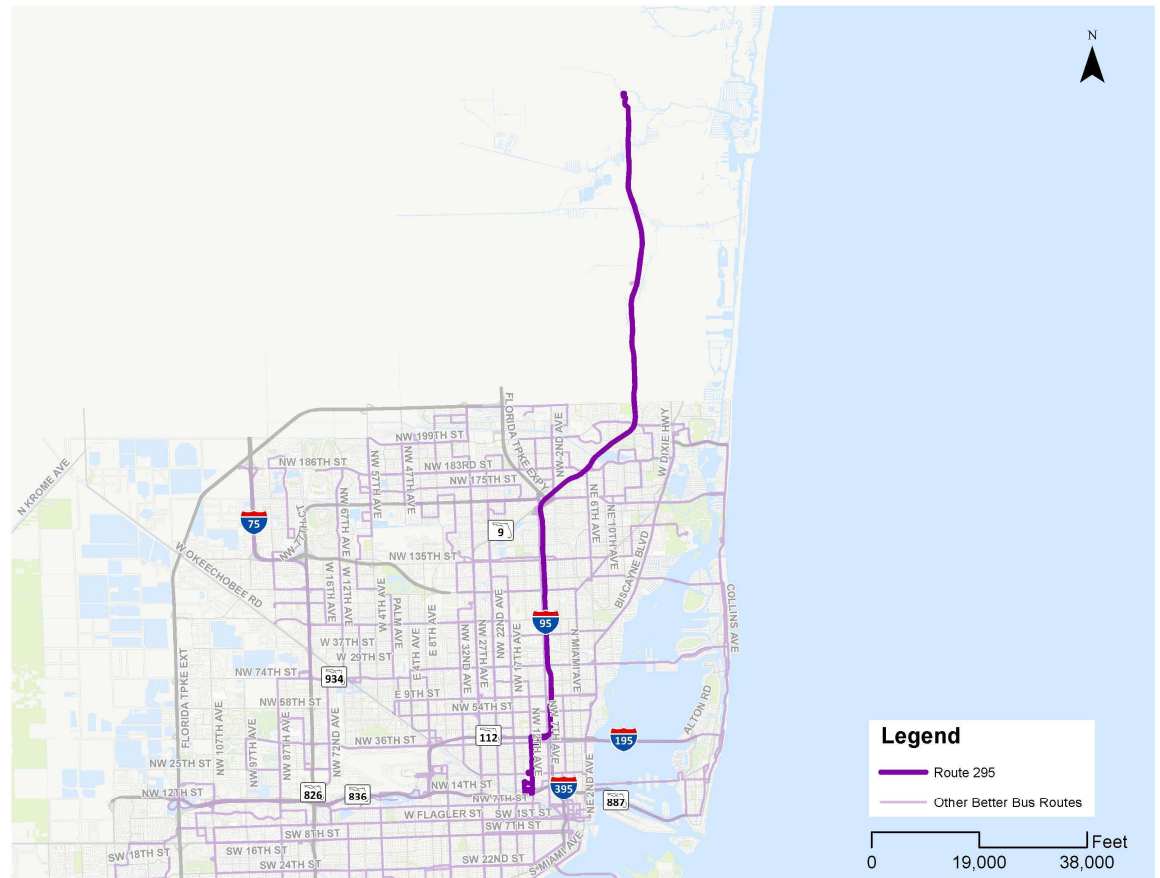 N
FLORIDA TPKE EXPY
NW 2ND AVE
W DIXIE HWY
NW 199TH ST
NW 186TH ST
NW 57TH AVE
NW 47TH AVE
NW 183RD ST
NW 175TH ST
N KROME AVE
NW 67TH AVE
NE 6TH AVE
NE 10TH AVE
75
NW 77TH CT
9
W OKEECHOBEE RD
NW 135TH ST
BISCAYNE BLVD
W 16TH AVE
W 12TH AVE
W 4TH AVE
PALM AVE
E 8TH AVE
NW 22ND AVE
COLLINS AVE
95
E 4TH AVE
NW 32ND AVE
NW 27TH AVE
NW 17TH AVE
N MIAMI AVE
W 37TH ST
W 29TH ST
NW 74TH ST
934
E 9TH ST
NW 58TH ST
NW 54TH ST
FLORIDA TPKE EXT
NW 107TH AVE
NW 97TH AVE
NW 87TH AVE
NW 72ND AVE
NW 12TH AVE
NW 7TH AVE
ALTON RD
112
NW 36TH ST
195
NW 25TH ST
NE 2ND AVE
NW 14TH ST
395
NW 12TH ST
826
836
NW 7TH ST
887
W FLAGLER ST
SW 1ST ST
SW 8TH ST
SW 7TH ST
SW 18TH ST
SW 16TH ST
SW 24TH ST
SW 22ND ST
S MIAMI AVE
Legend
Route 295
Other Better Bus Routes
Feet
0
19,000
38,000